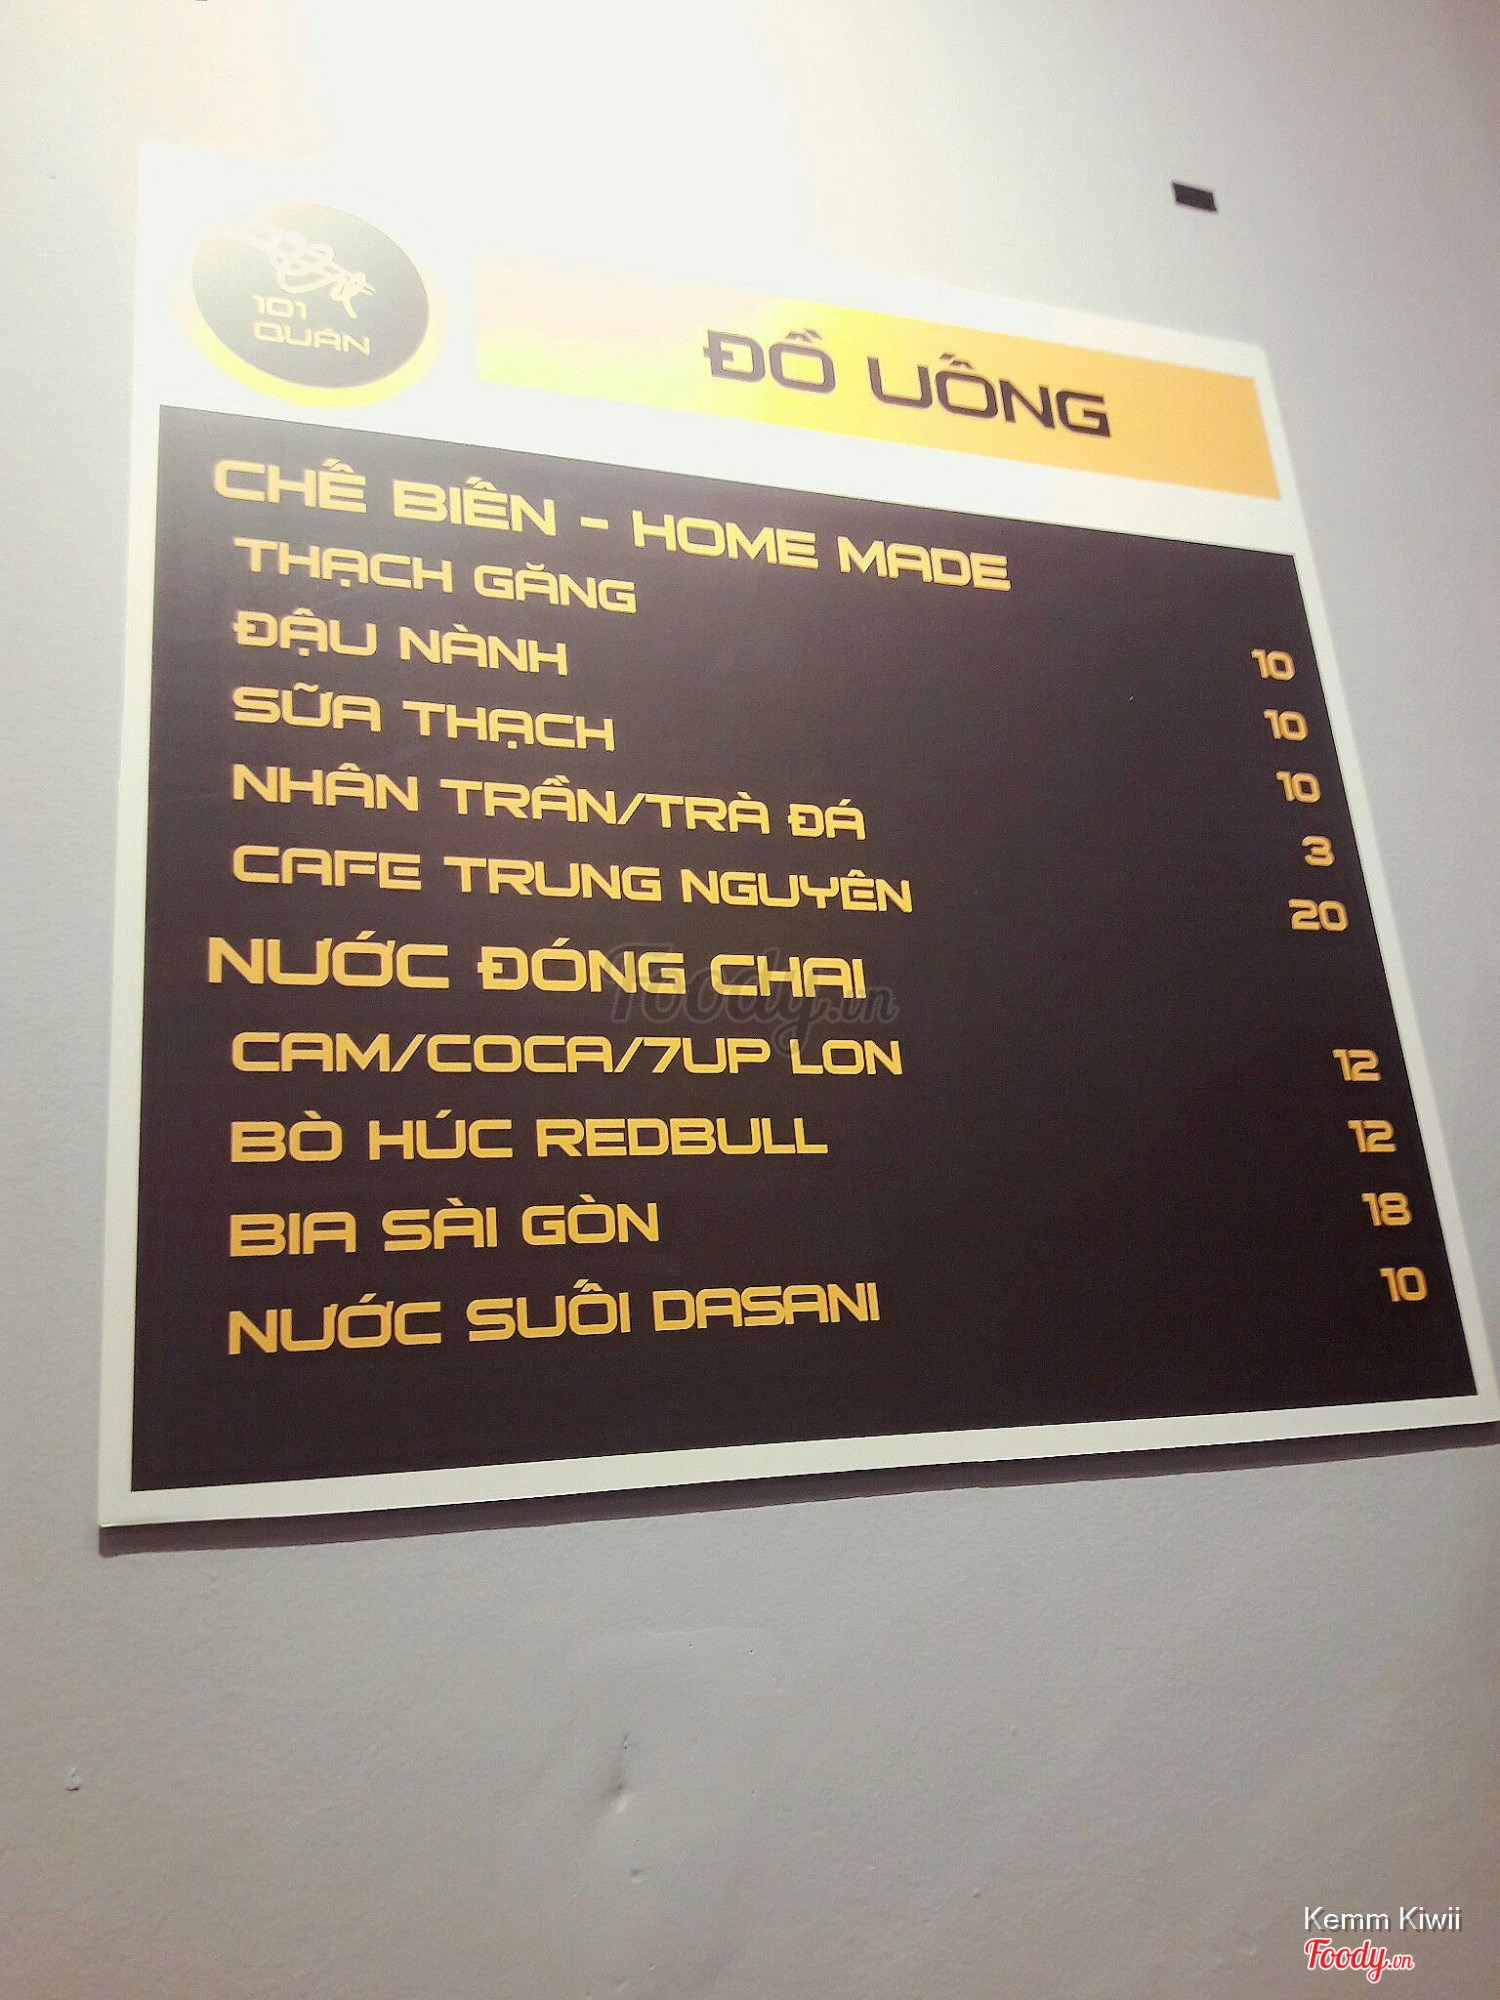 101
QUÁN
ĐỒ UỐNG
CHẾ BIẾN - HOME MADE
THẠCH GĂNG 10
ĐẬU NÀNH 10
SỮA THẠCH 10
NHÂN TRẦN/TRÀ ĐÁ 3
CAFE TRUNG NGUYÊN 20
NƯỚC ĐÓNG CHAI
CAM/COCA/7UP LON 12
BÒ HÚC REDBULL 12
BIA SÀI GÒN 18
NƯỚC SUỐI DASANI 10
Foody.vn
Kemm Kiwii
Foody.vn